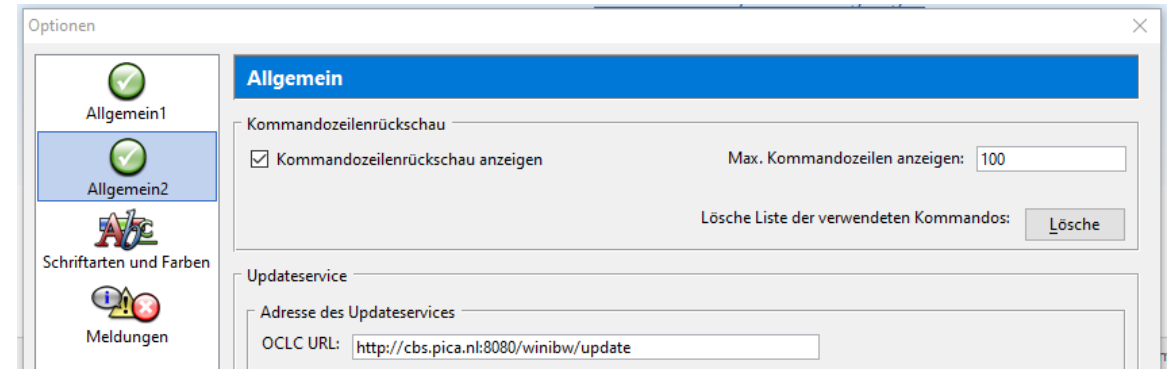 Optionen
Allgemein1
Allgemein2
Schriftarten und Farben
Meldungen
Allgemein
Kommandozeilenrückschau
Kommandozeilenrückschau anzeigen
Max. Kommandozeilen anzeigen: 100
Lösche Liste der verwendeten Kommandos: Lösche
Updateservice
Adresse des Updateservices
OCLC URL: http://cbs.pica.nl:8080/winibw/update